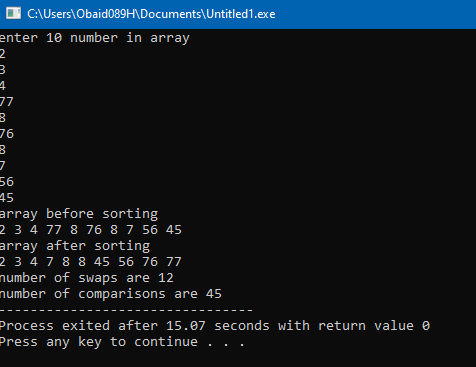 C:\Users\Obaid089H\Documents\Untitled1.exe
enter 10 number in array
2
3
4
77
8
76
8
7
56
45
array before sorting
2 3 4 77 8 76 8 7 56 45
array after sorting
2 3 4 7 8 8 45 56 76 77
number of swaps are 12
number of comparisons are 45
--------------------------------
Process exited after 15.07 seconds with return value 0
Press any key to continue . . .